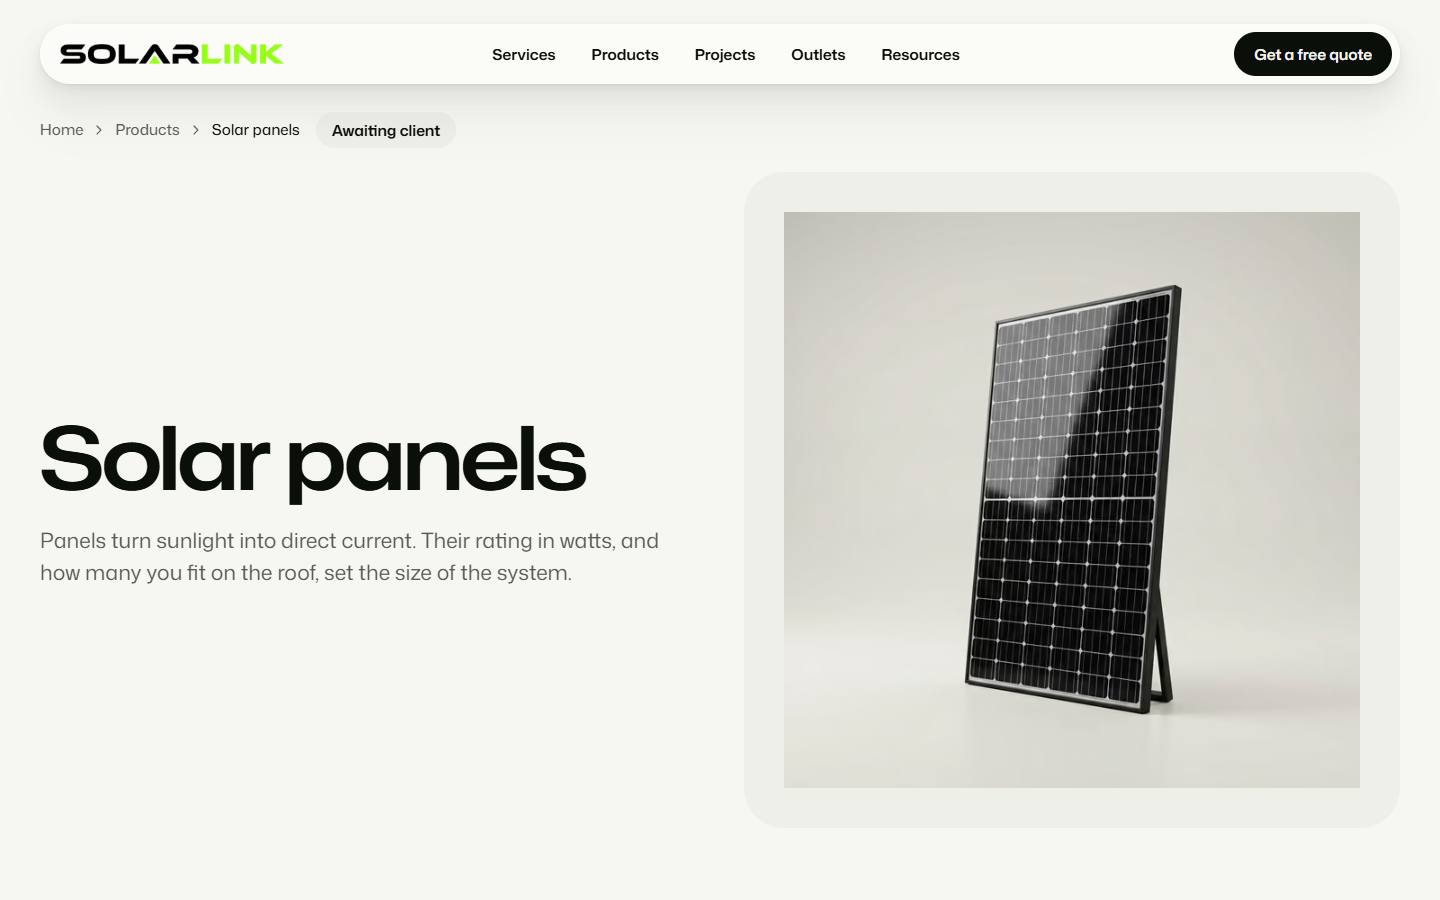 SOLARLINK
Services
Products
Projects
Outlets
Resources
Get a free quote
Home
Products
Solar panels
Awaiting client
Solar panels
Panels turn sunlight into direct current. Their rating in watts, and
how many you fit on the roof, set the size of the system.